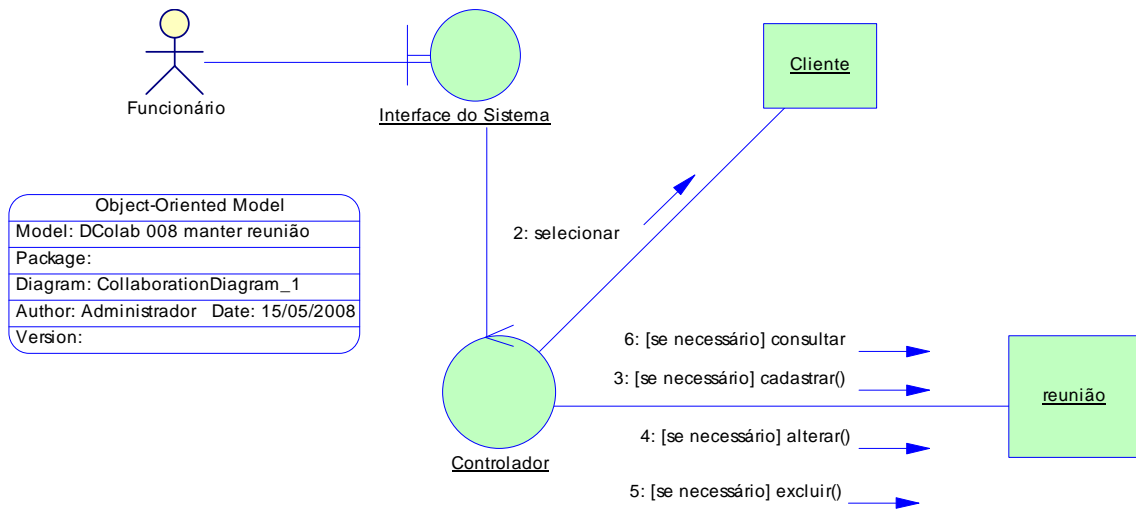 Funcionário
Interface do Sistema
Cliente
Object-Oriented Model
Model: DColab 008 manter reunião
Package:
Diagram: CollaborationDiagram_1
Author: Administrador Date: 15/05/2008
Version:
2: selecionar
6: [se necessário] consultar
3: [se necessário] cadastrar()
reunião
4: [se necessário] alterar()
Controlador
5: [se necessário] excluir()